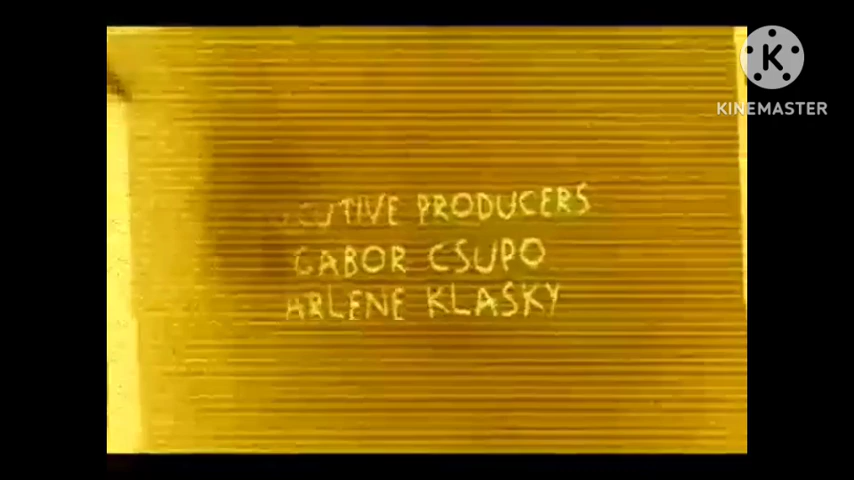 CUTIVE PRODUCERS
GABOR CSUPO
ARLENE KLASKY
K
KINEMASTER